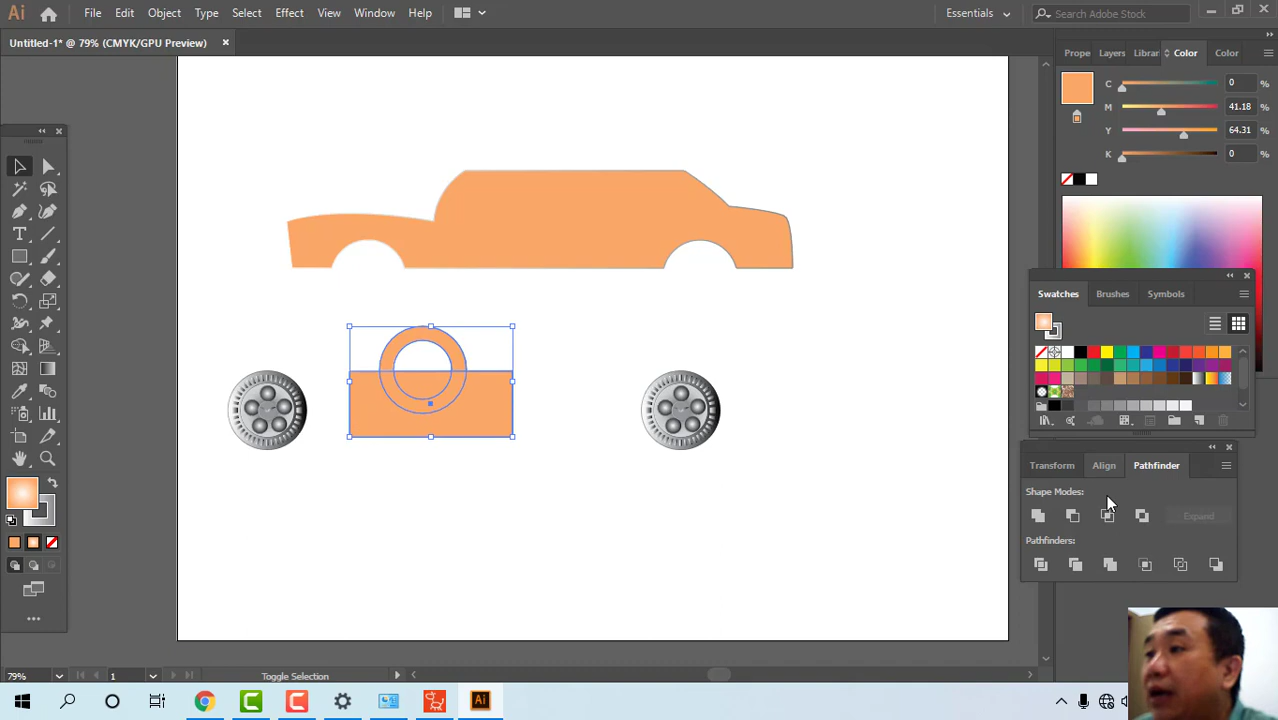 Ai File Edit Object Type Select Effect View Window Help Essentials Search Adobe Stock
Untitled-1* @ 79% (CMYK/GPU Preview)
Prope Layers Librar Color Color
C 0 %
M 41.18 %
Y 64.31 %
K 0 %
Swatches Brushes Symbols
Transform Align Pathfinder
Shape Modes:
Expand
Pathfinders:
79% 1 Toggle Selection
Ai